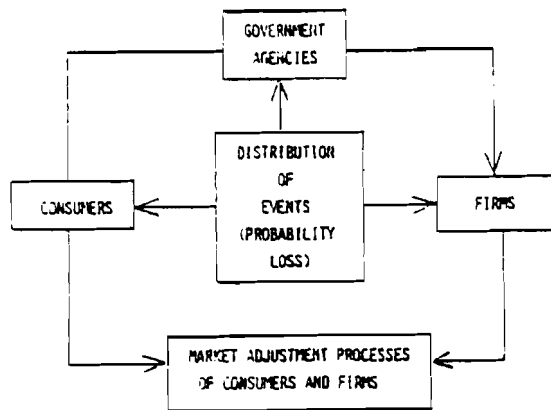 GOVERNMENT
AGENCIES
DISTRIBUTION
OF
EVENTS
(PROBABILITY
LOSS)
CONSUMERS
FIRMS
MARKET ADJUSTMENT PROCESSES
OF CONSUMERS AND FIRMS